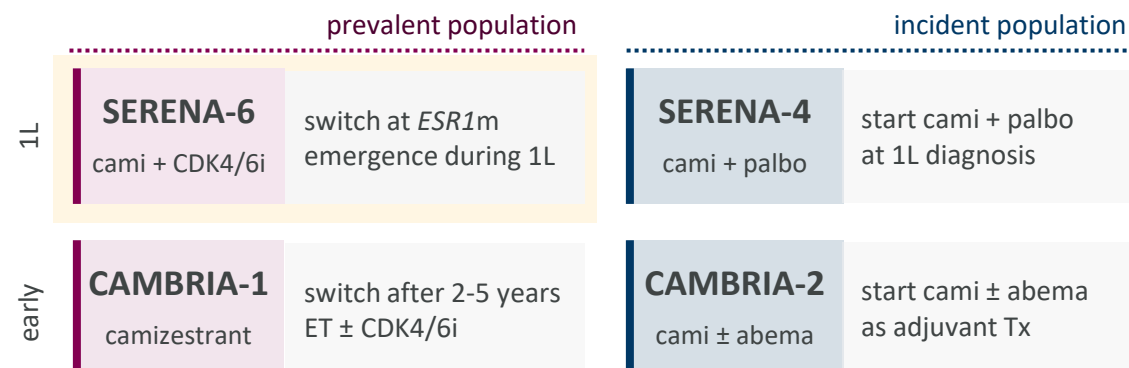 prevalent population
incident population
1L
SERENA-6
cami + CDK4/6i
switch at ESR1m
emergence during 1L
SERENA-4
cami + palbo
start cami + palbo
at 1L diagnosis
early
CAMBRIA-1
camizestrant
switch after 2-5 years
ET ± CDK4/6i
CAMBRIA-2
cami ± abema
start cami ± abema
as adjuvant Tx